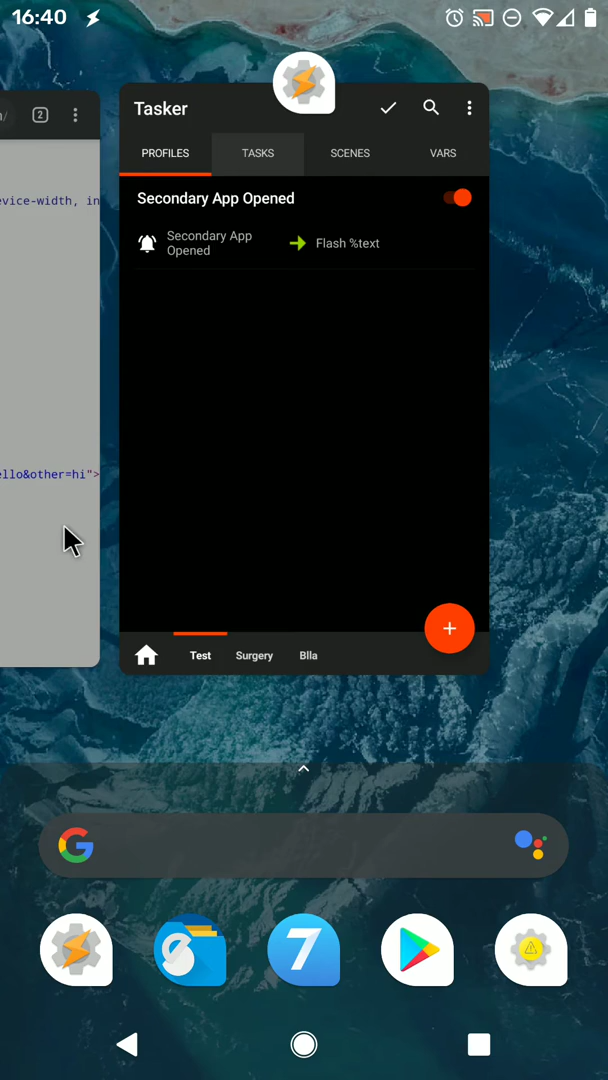 16:40
/
2
Tasker
PROFILES
TASKS
SCENES
VARS
evice-width, in
Secondary App Opened
Secondary App
Opened
Flash %text
ello&other=hi">
Test
Surgery
Blla